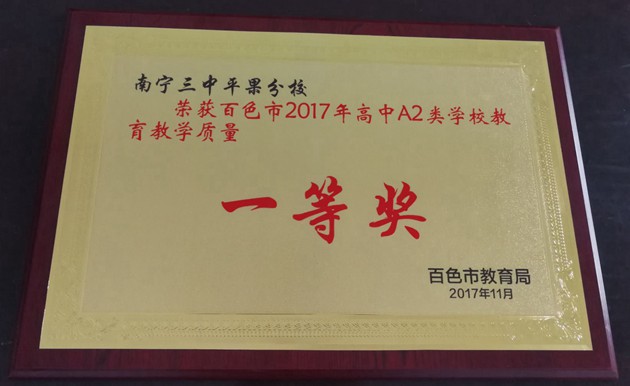 南宁三中平果分校
荣获百色市2017年高中A2类学校教
育教学质量
一等奖
百色市教育局
2017年11月